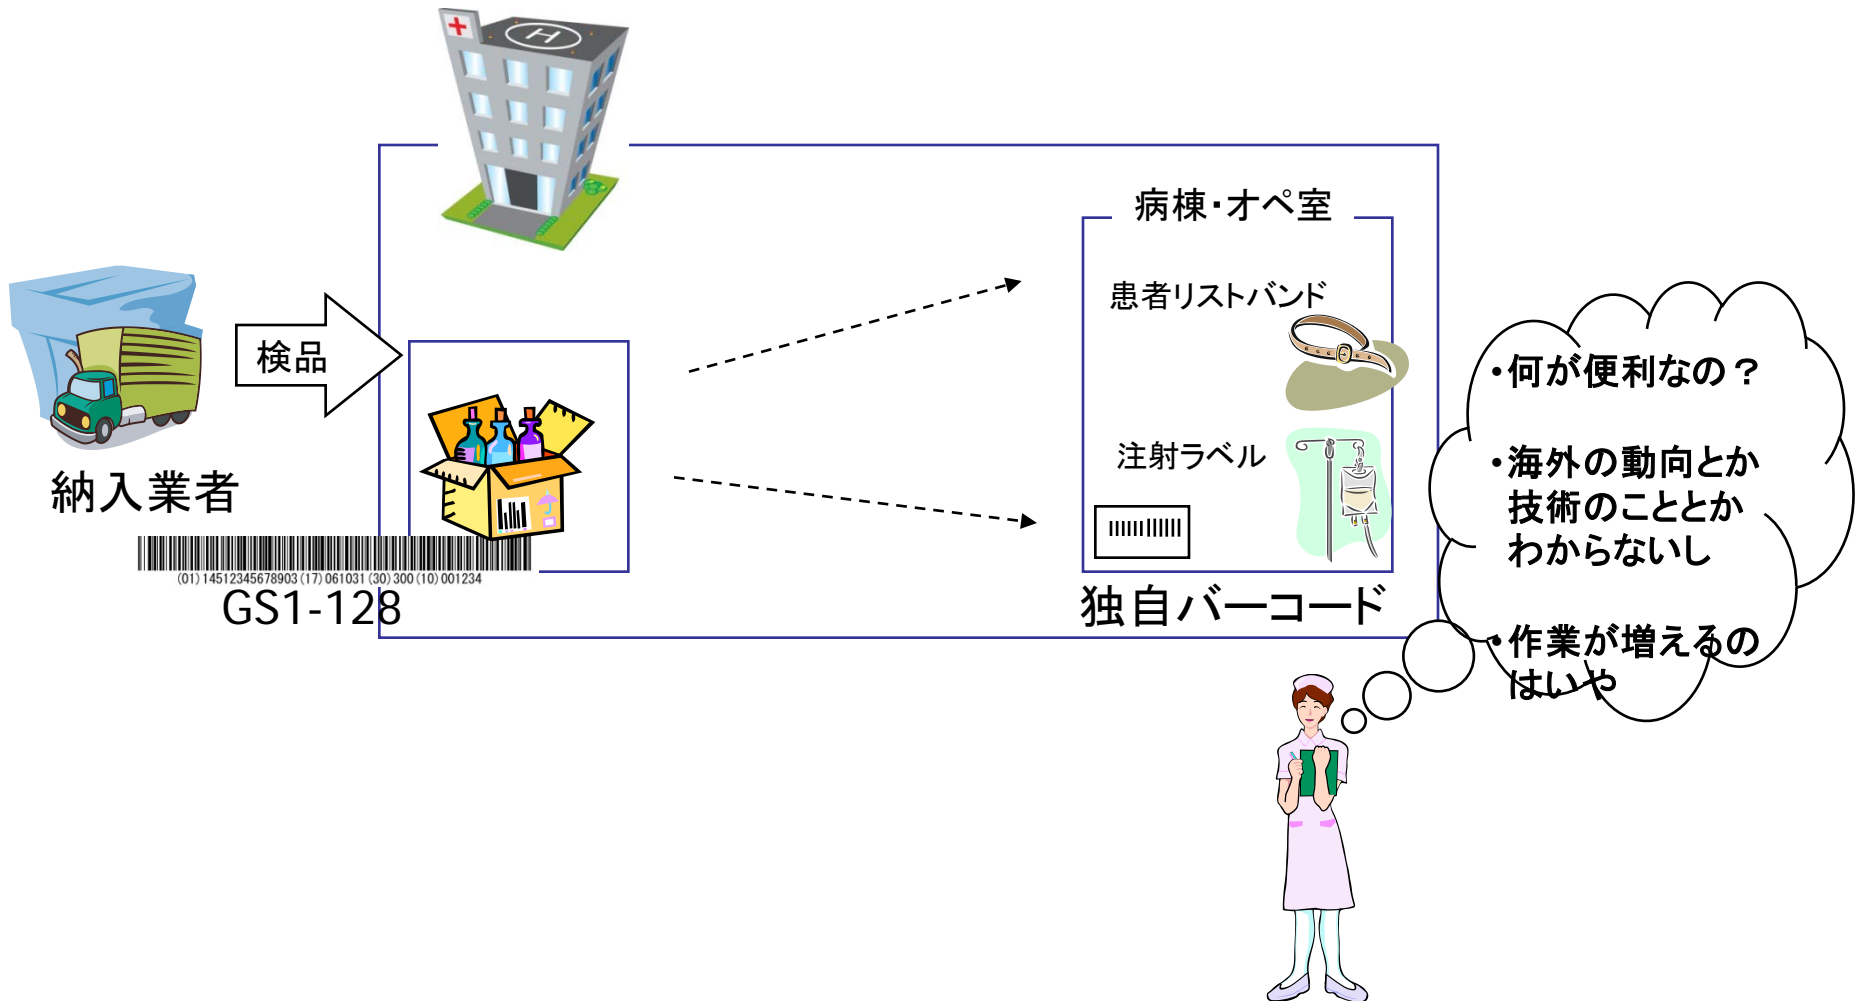 H
病棟・オペ室
患者リストバンド
検品
・何が便利なの？
・海外の動向とか
技術のこととか
わからないし
注射ラベル
納入業者
(01)14512345678903(17)061031(30)300(10)001234
GS1-128
独自バーコード
・作業が増えるの
はいや